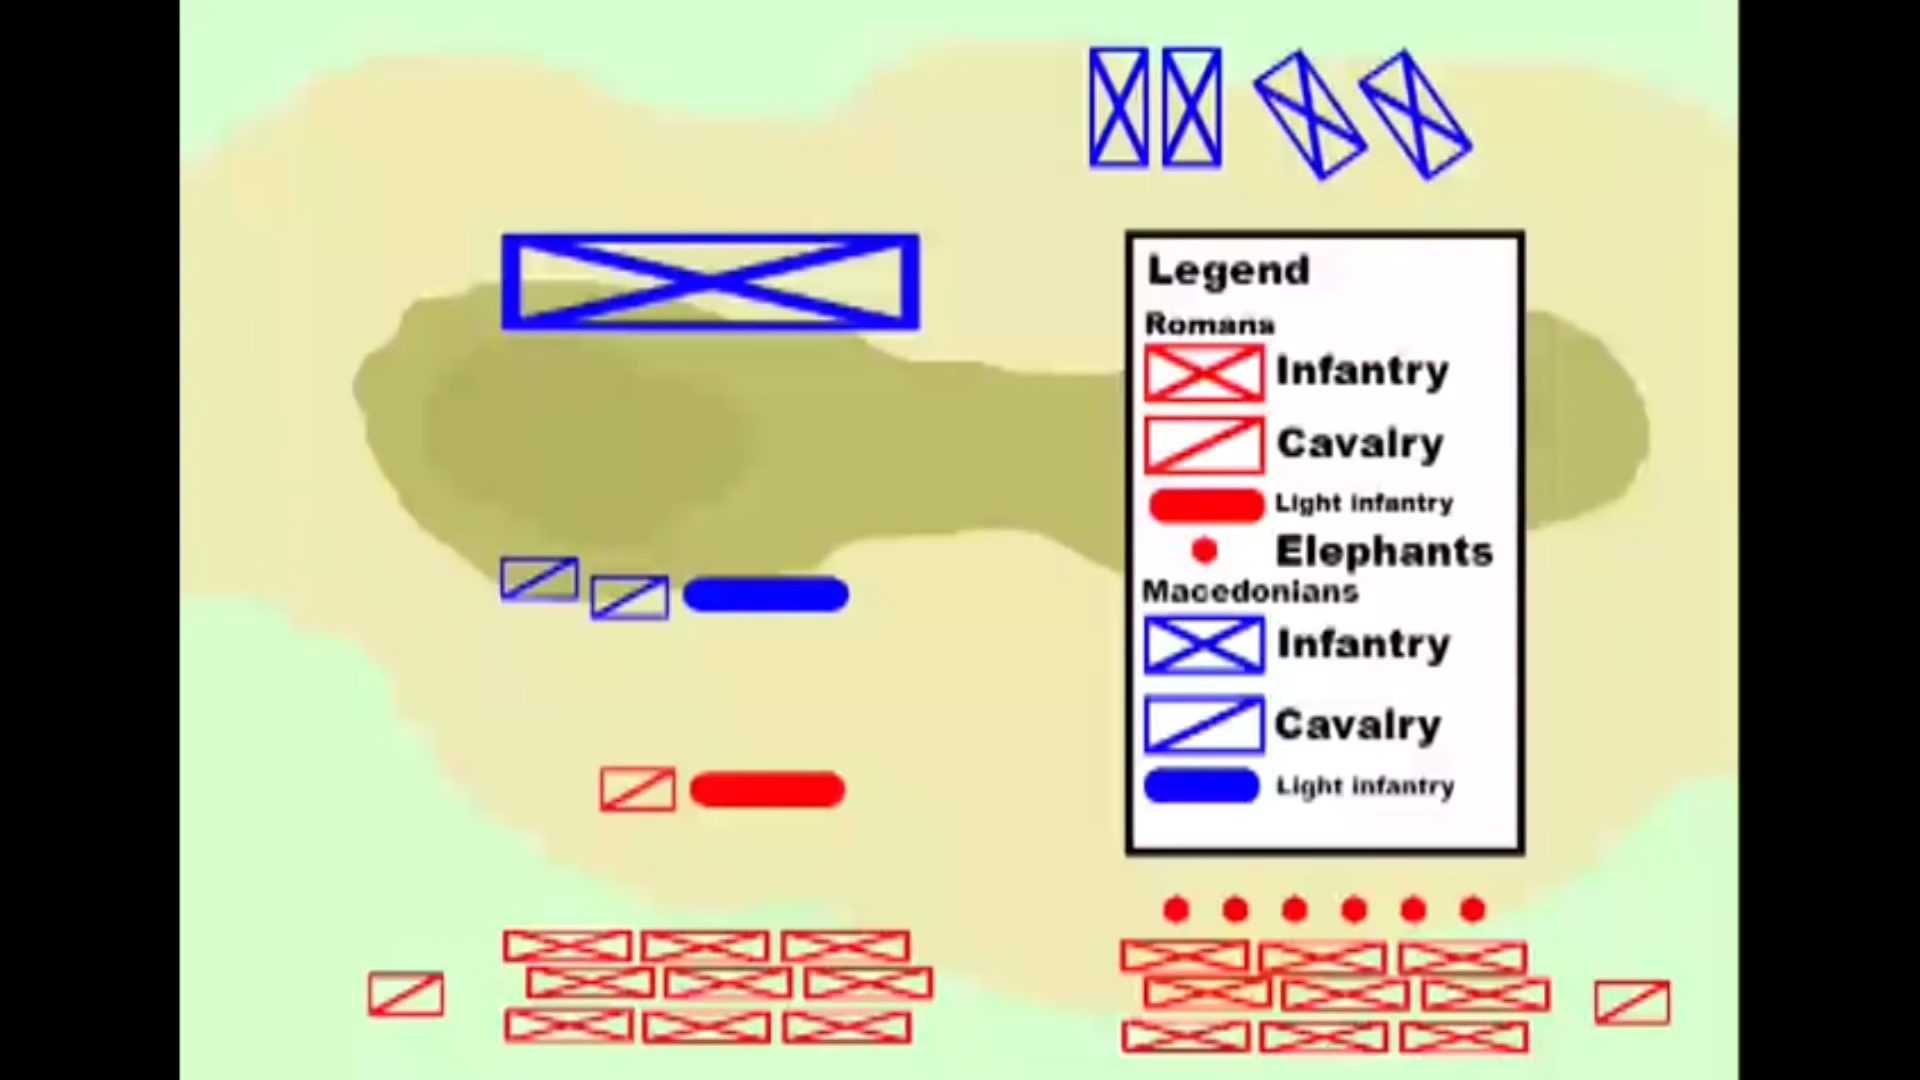 Legend
Romans
Infantry
Cavalry
Light infantry
Elephants
Macedonians
Infantry
Cavalry
Light infantry